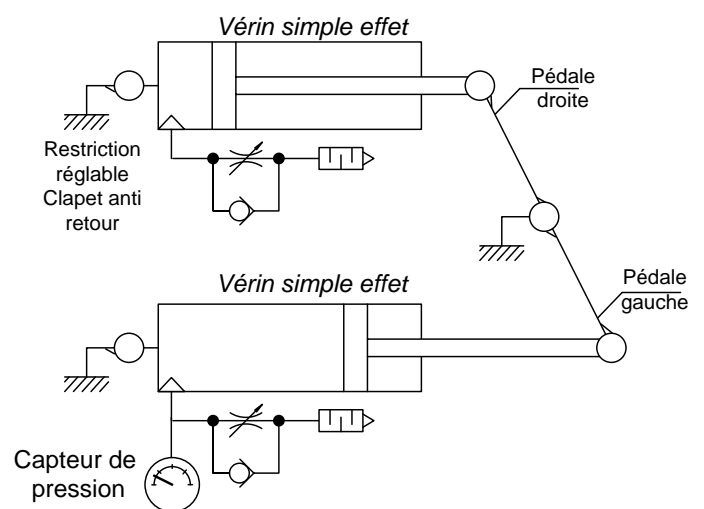 Vérin simple effet
Pédale
droite
Restriction
réglable
Clapet anti
retour
Vérin simple effet
Pédale
gauche
Capteur de
pression